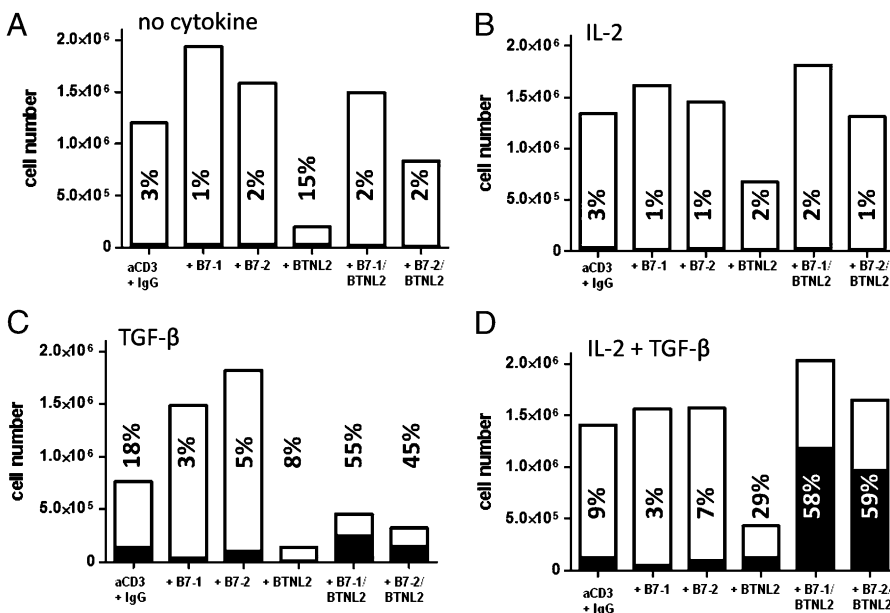 A
no cytokine
cell number
2.0×10⁶
1.5×10⁶
1.0×10⁶
5.0×10⁵
0
3%
1%
2%
15%
2%
2%
aCD3
+ IgG
+ B7-1
+ B7-2
+ BTNL2
+ B7-1/
BTNL2
+ B7-2/
BTNL2
B
IL-2
cell number
2.0×10⁶
1.5×10⁶
1.0×10⁶
5.0×10⁵
0
3%
1%
1%
2%
2%
1%
aCD3
+ IgG
+ B7-1
+ B7-2
+ BTNL2
+ B7-1/
BTNL2
+ B7-2/
BTNL2
C
TGF-β
cell number
2.0×10⁶
1.5×10⁶
1.0×10⁶
5.0×10⁵
0
18%
3%
5%
8%
55%
45%
aCD3
+ IgG
+ B7-1
B7-2
+ BTNL2
+ B7-1/
BTNL2
+ B7-2/
BTNL2
D
IL-2 + TGF-β
cell number
2.0×10⁶
1.5×10⁶
1.0×10⁶
5.0×10⁵
0
9%
3%
7%
29%
58%
59%
aCD3
+ IgG
+ B7-1
+ B7-2
+ BTNL2
+ B7-1/
BTNL2
+ B7-2/
BTNL2